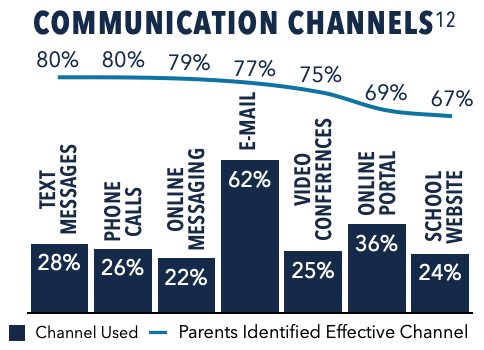 COMMUNICATION CHANNELS12
80% 80% 79% 77% 75% 69% 67%
TEXT
MESSAGES
PHONE
CALLS
ONLINE
MESSAGING
E-MAIL
VIDEO
CONFERENCES
ONLINE
PORTAL
SCHOOL
WEBSITE
28% 26% 22% 62% 25% 36% 24%
Channel Used Parents Identified Effective Channel